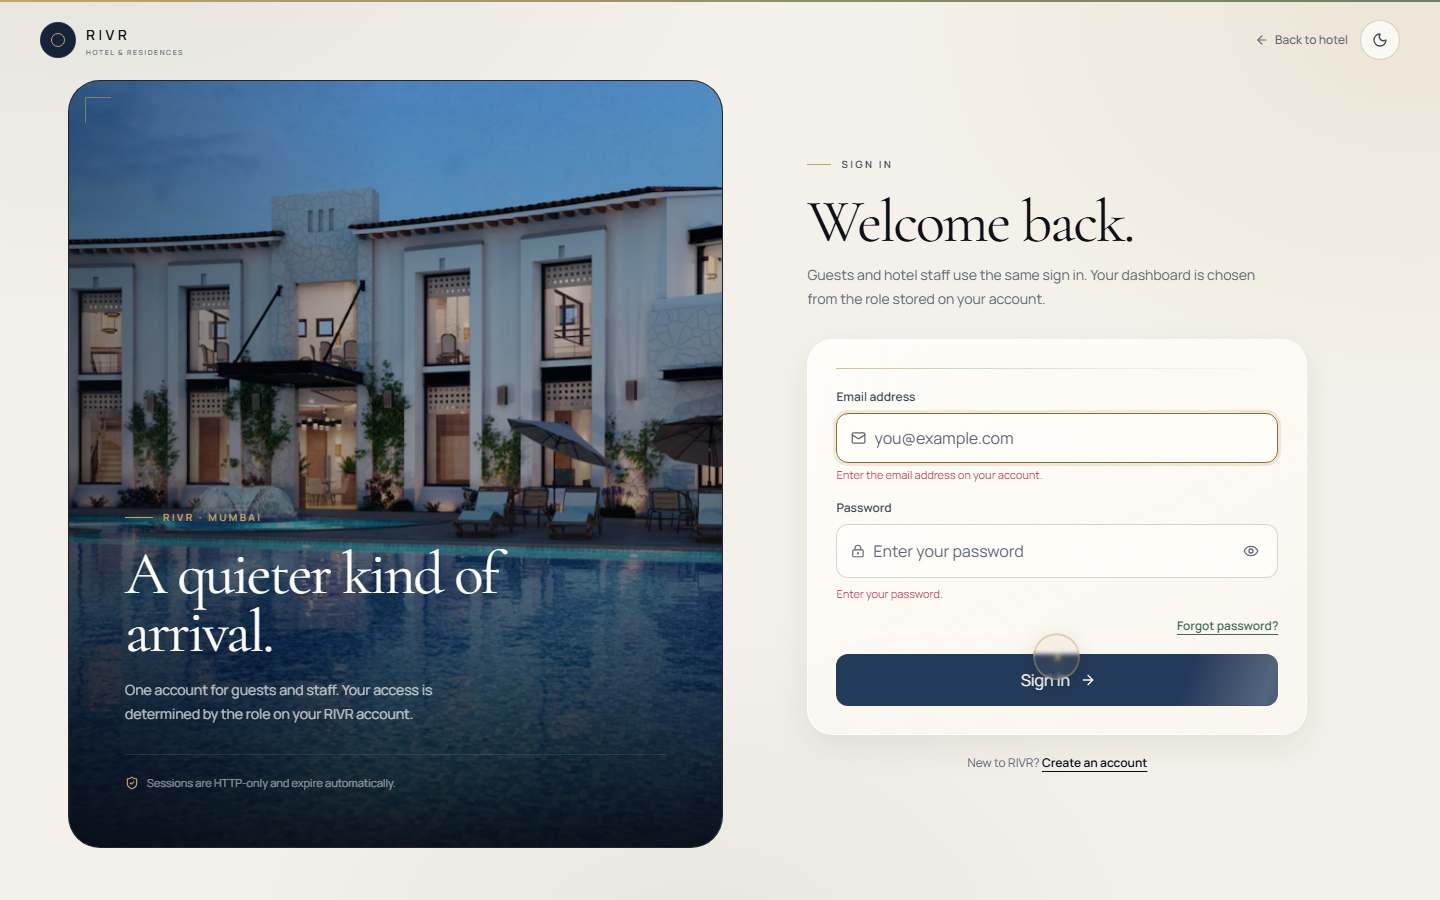 RIVR
HOTEL & RESIDENCES
Back to hotel
RIVR · MUMBAI
A quieter kind of
arrival.
One account for guests and staff. Your access is
determined by the role on your RIVR account.
Sessions are HTTP-only and expire automatically.
SIGN IN
Welcome back.
Guests and hotel staff use the same sign in. Your dashboard is chosen
from the role stored on your account.
Email address
you@example.com
Enter the email address on your account.
Password
Enter your password
Enter your password.
Forgot password?
Sign in
New to RIVR? Create an account